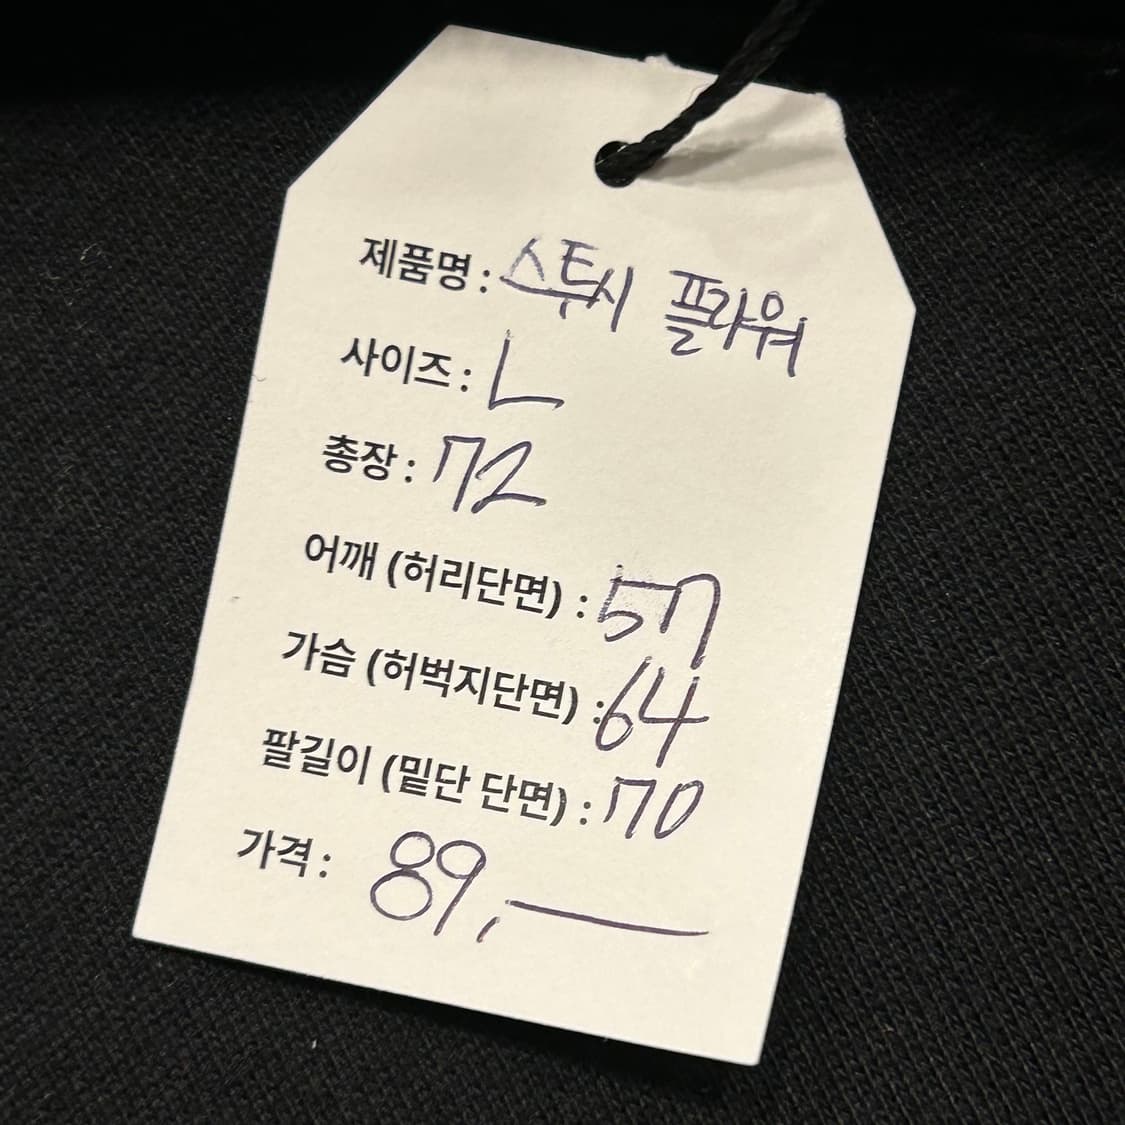 제품명 : 스투시 플라워
사이즈 : L
총장 : 72
어깨 (허리단면) : 57
가슴 (허벅지단면) : 64
팔길이 (밑단 단면) : 70
가격 : 89,—